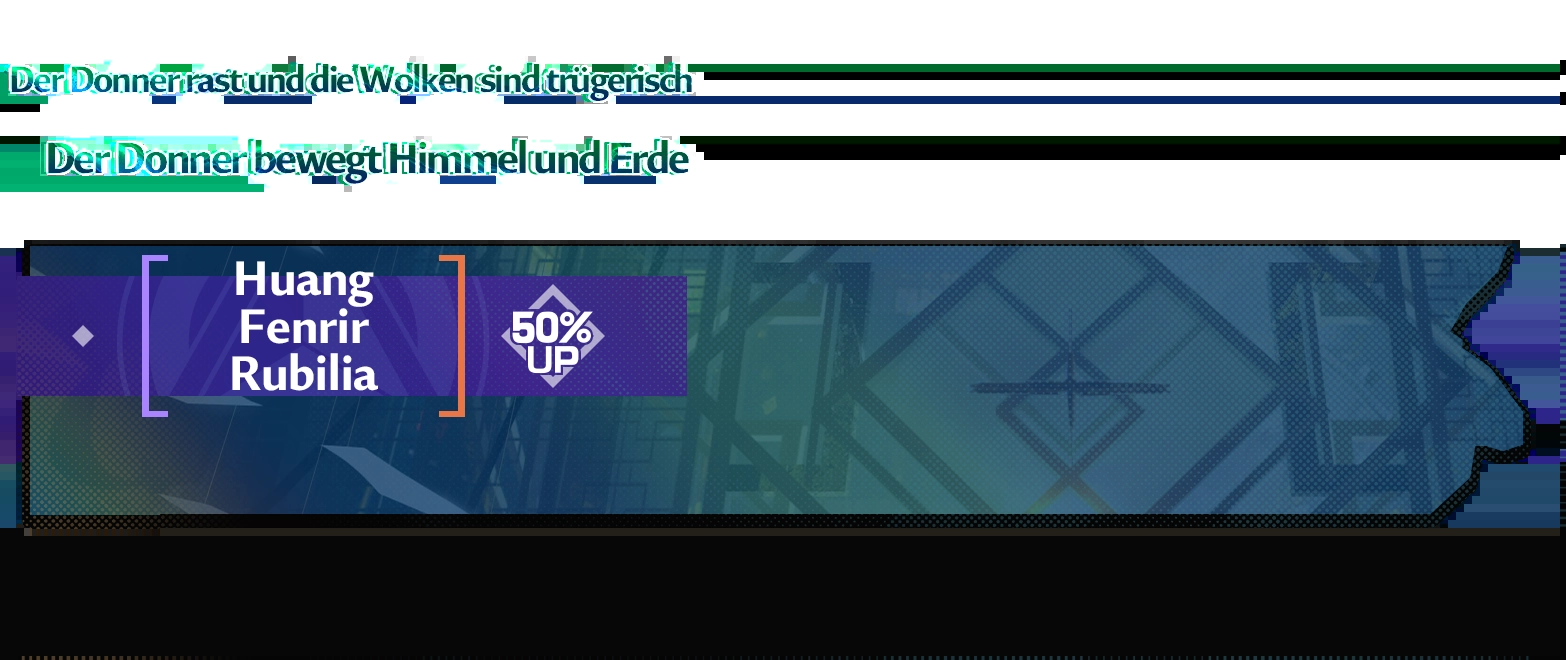 Der Donner rast und die Wolken sind trügerisch
Der Donner bewegt Himmel und Erde
Huang
Fenrir
Rubilia
50%
UP